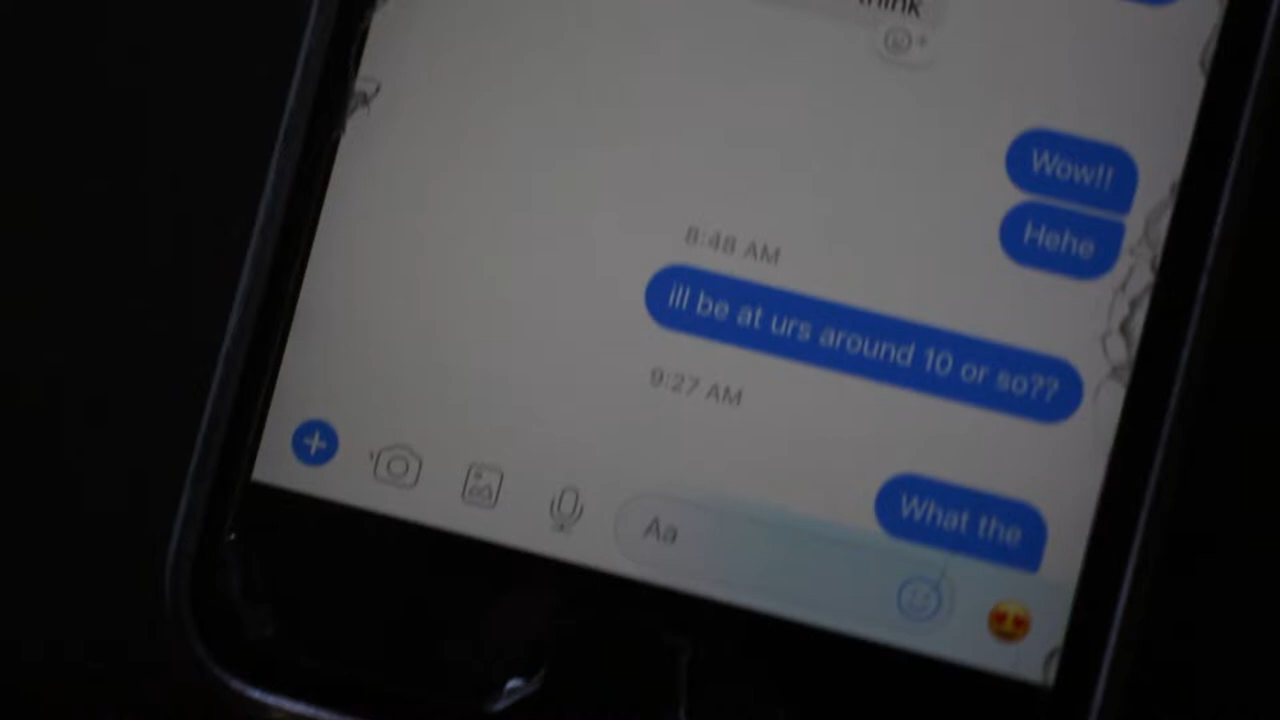 think
Wow!!
Hehe
8:48 AM
ill be at urs around 10 or so??
9:27 AM
What the
Aa